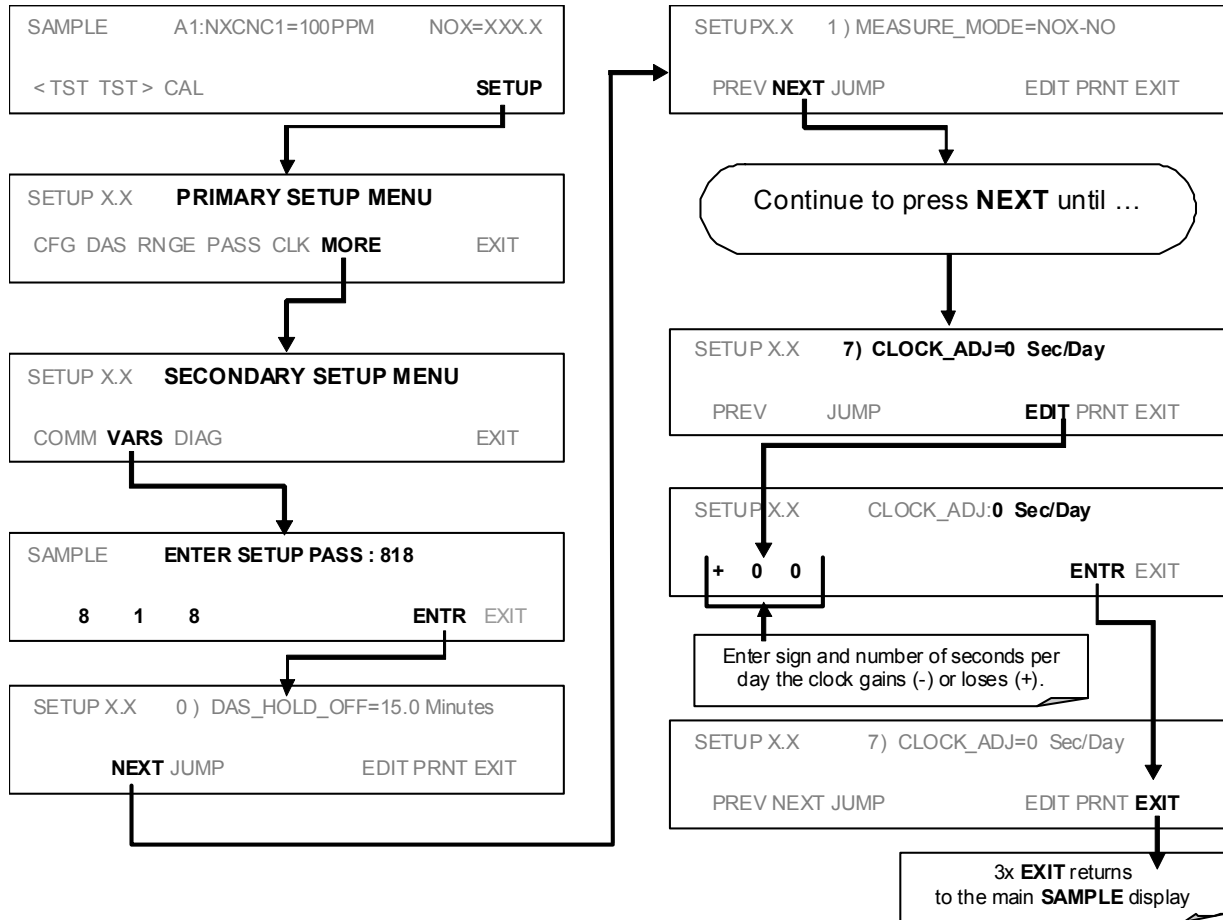 SAMPLE A1:NXCNC1=100PPM NOX=XXX.X
< TST TST > CAL SETUP
SETUP X.X PRIMARY SETUP MENU
CFG DAS RNGE PASS CLK MORE EXIT
SETUP X.X SECONDARY SETUP MENU
COMM VARS DIAG EXIT
SAMPLE ENTER SETUP PASS : 818
8 1 8 ENTR EXIT
SETUP X.X 0 ) DAS_HOLD_OFF=15.0 Minutes
NEXT JUMP EDIT PRNT EXIT
SETUPX.X 1 ) MEASURE_MODE=NOX-NO
PREV NEXT JUMP EDIT PRNT EXIT
Continue to press NEXT until …
SETUP X.X 7) CLOCK_ADJ=0 Sec/Day
PREV JUMP EDIT PRNT EXIT
SETUP X.X CLOCK_ADJ:0 Sec/Day
+ 0 0 ENTR EXIT
Enter sign and number of seconds per
day the clock gains (-) or loses (+).
SETUP X.X 7) CLOCK_ADJ=0 Sec/Day
PREV NEXT JUMP EDIT PRNT EXIT
3x EXIT returns
to the main SAMPLE display